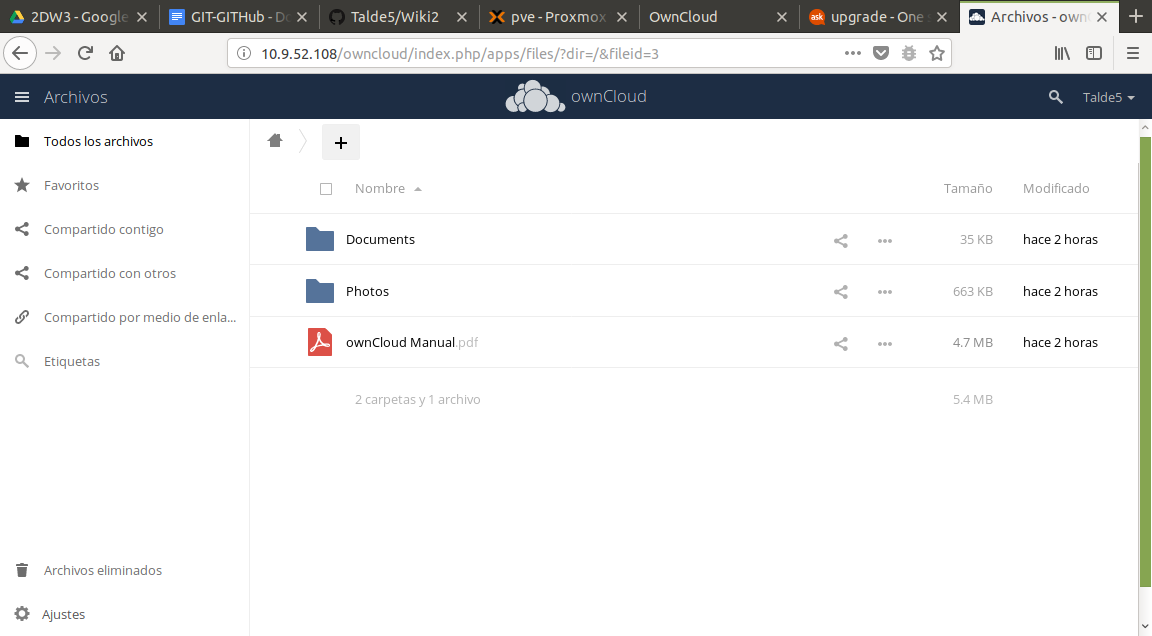 2DW3 - Google
GIT-GITHub - Do
Talde5/Wiki2
pve - Proxmox
OwnCloud
ask upgrade - One
Archivos - own
10.9.52.108/owncloud/index.php/apps/files/?dir=/&fileid=3
Archivos
ownCloud
Talde5
Todos los archivos
Favoritos
Compartido contigo
Compartido con otros
Compartido por medio de enla...
Etiquetas
Archivos eliminados
Ajustes
Nombre Tamaño Modificado
Documents 35 KB hace 2 horas
Photos 663 KB hace 2 horas
ownCloud Manual.pdf 4.7 MB hace 2 horas
2 carpetas y 1 archivo 5.4 MB